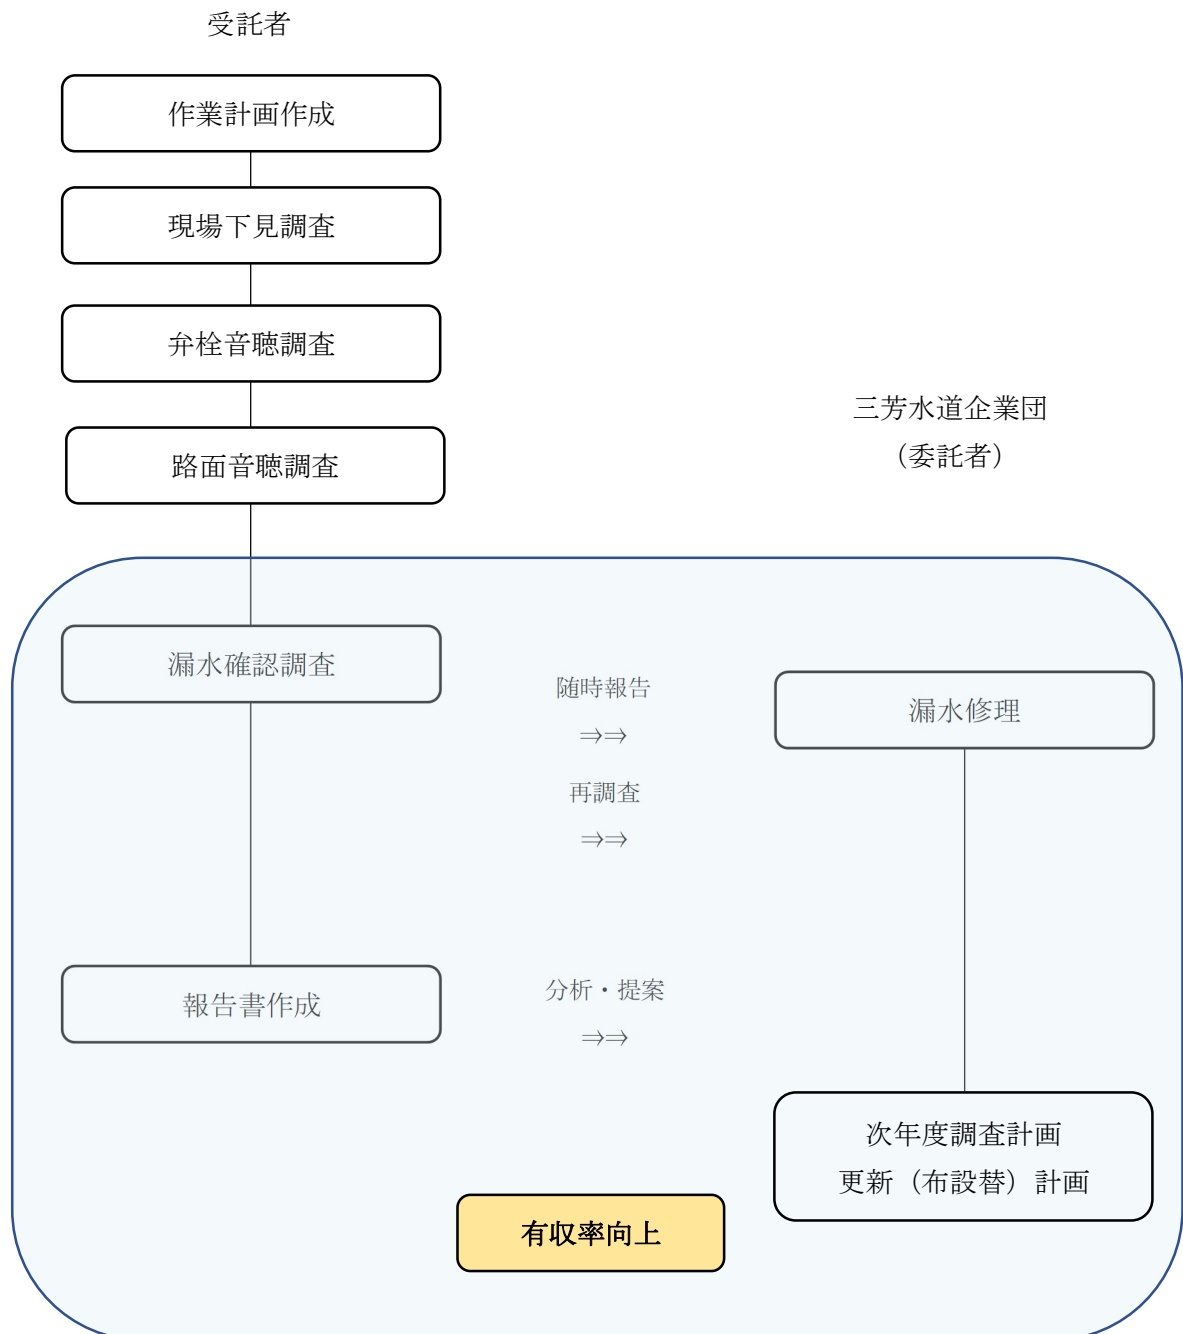 受託者
作業計画作成
現場下見調査
弁栓音聴調査
路面音聴調査
三芳水道企業団
（委託者）
漏水確認調査
随時報告
⇒⇒
再調査
⇒⇒
漏水修理
報告書作成
分析・提案
⇒⇒
次年度調査計画
更新（布設替）計画
有収率向上